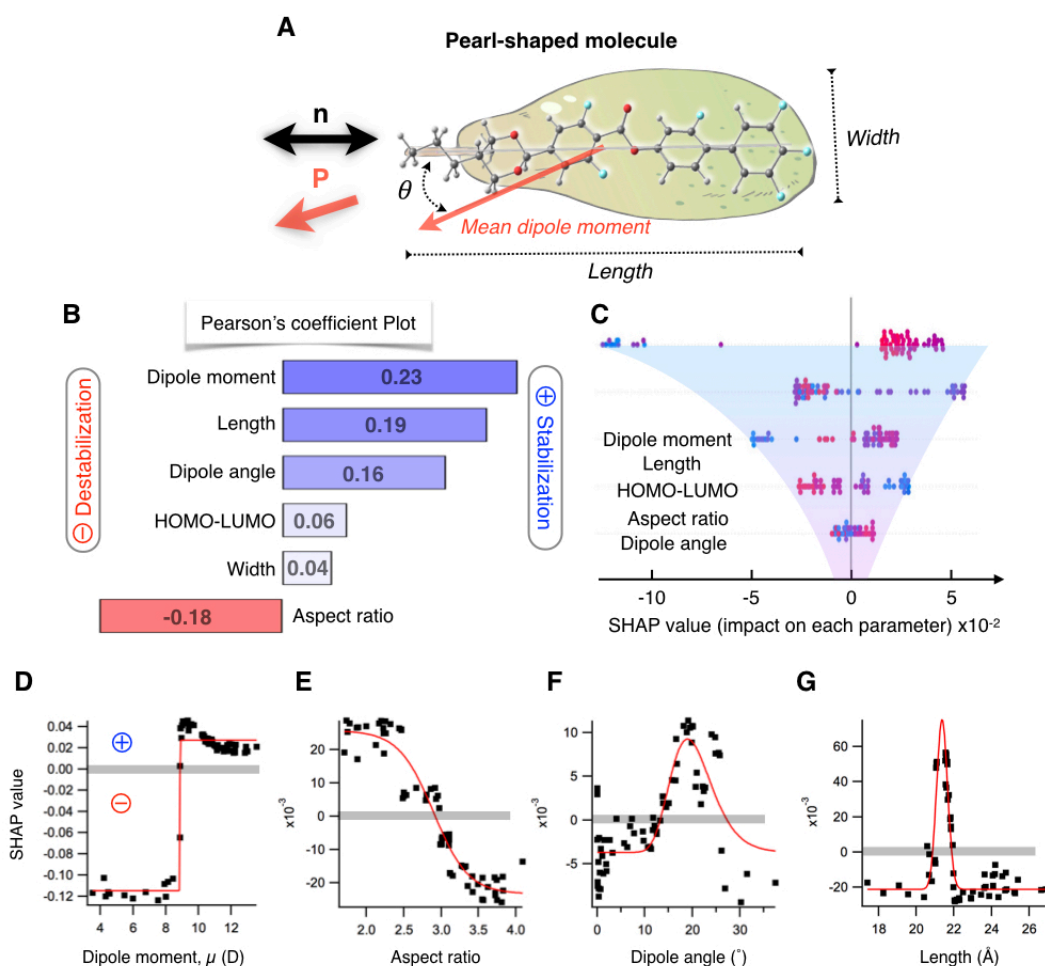 A
Pearl-shaped molecule
n
P
θ
Mean dipole moment
Width
Length
B
Pearson's coefficient Plot
Dipole moment
0.23
Length
0.19
Dipole angle
0.16
HOMO-LUMO
0.06
Width
0.04
-0.18
Aspect ratio
− Destabilization
+ Stabilization
C
Dipole moment
Length
HOMO-LUMO
Aspect ratio
Dipole angle
-10 -5 0 5
SHAP value (impact on each parameter) x10⁻²
D
SHAP value
0.04
0.02
0.00
-0.02
-0.04
-0.06
-0.08
-0.10
-0.12
+
−
4 6 8 10 12
Dipole moment, μ (D)
E
x10⁻³
20
10
0
-10
-20
2.0 2.5 3.0 3.5 4.0
Aspect ratio
F
x10⁻³
10
5
0
-5
0 10 20 30
Dipole angle (°)
G
x10⁻³
60
40
20
0
-20
18 20 22 24 26
Length (Å)